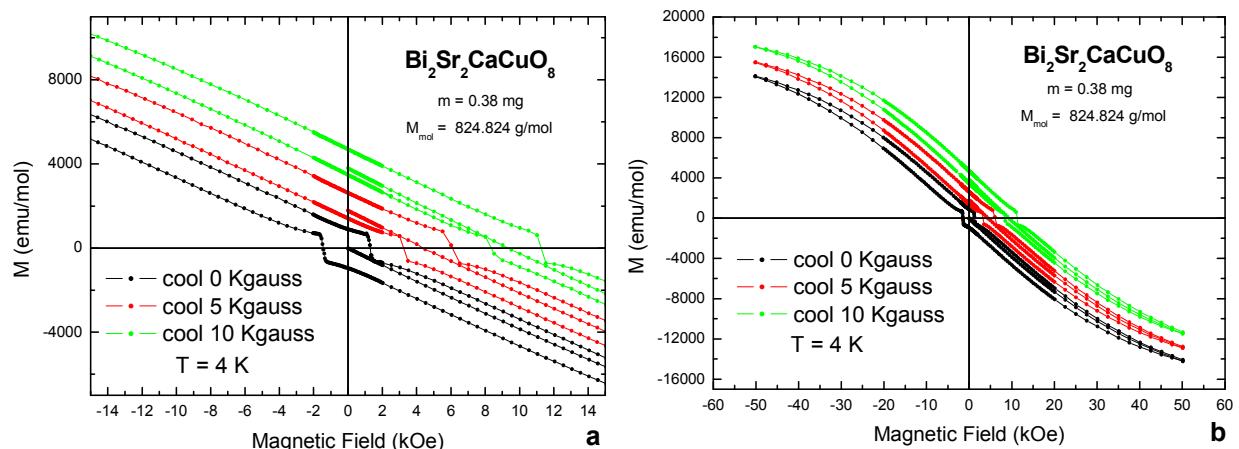 Bi2Sr2CaCuO8
m = 0.38 mg
Mmol = 824.824 g/mol
8000
4000
0
-4000
M (emu/mol)
cool 0 Kgauss
cool 5 Kgauss
cool 10 Kgauss
T = 4 K
-14 -12 -10 -8 -6 -4 -2 0 2 4 6 8 10 12 14
Magnetic Field (kOe)
a
Bi2Sr2CaCuO8
m = 0.38 mg
Mmol = 824.824 g/mol
20000
16000
12000
8000
4000
0
-4000
-8000
-12000
-16000
M (emu/mol)
cool 0 Kgauss
cool 5 Kgauss
cool 10 Kgauss
T = 4 K
-60 -50 -40 -30 -20 -10 0 10 20 30 40 50 60
Magnetic Field (kOe)
b